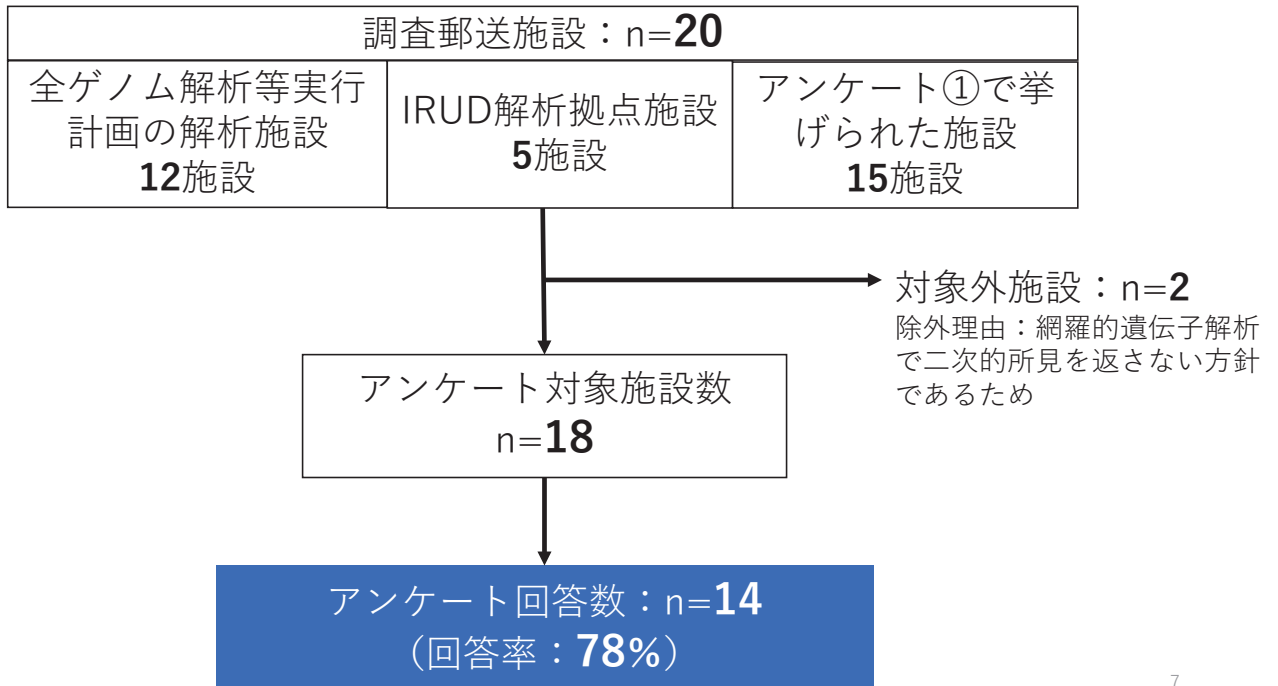 調査郵送施設：n=20
全ゲノム解析等実行
計画の解析施設
12施設
IRUD解析拠点施設
5施設
アンケート①で挙
げられた施設
15施設
対象外施設：n=2
除外理由：網羅的遺伝子解析
で二次的所見を返さない方針
であるため
アンケート対象施設数
n=18
アンケート回答数：n=14
（回答率：78%）
7